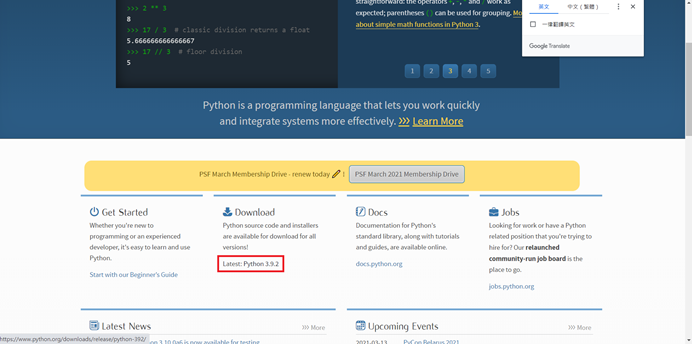 >>> 2 ** 3
8
>>> 17 / 3 # classic division returns a float
5.666666666666667
>>> 17 // 3 # floor division
5
straightforward: the operators
work as
expected; parentheses () can be used for grouping.
about simple math functions in Python 3.
1 2 3 4 5
英文 中文（繁體）
一律翻譯英文
Google Translate
Python is a programming language that lets you work quickly
and integrate systems more effectively. >>> Learn More
PSF March Membership Drive - renew today ! PSF March 2021 Membership Drive
Get Started
Whether you're new to
programming or an experienced
developer, it's easy to learn and use
Python.
Start with our Beginner's Guide
Download
Python source code and installers
are available for download for all
versions!
Latest: Python 3.9.2
Docs
Documentation for Python's
standard library, along with tutorials
and guides, are available online.
docs.python.org
Jobs
Looking for work or have a Python
related position that you're trying to
hire for? Our relaunched
community-run job board is
the place to go.
jobs.python.org
Latest News
>>> More
3.10.0a6 is now available for testing
Upcoming Events
>>> More
2021-03-13 PyCon Belarus 2021
https://www.python.org/downloads/release/python-392/